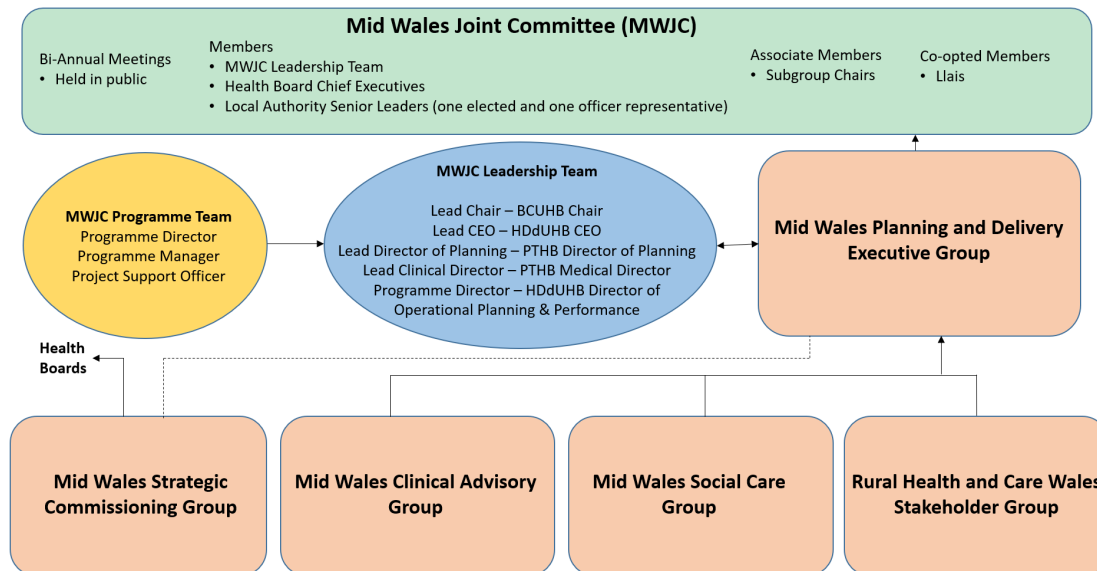 Mid Wales Joint Committee (MWJC)
Bi-Annual Meetings
• Held in public
Members
• MWJC Leadership Team
• Health Board Chief Executives
• Local Authority Senior Leaders (one elected and one officer representative)
Associate Members
• Subgroup Chairs
Co-opted Members
• Llais
MWJC Programme Team
Programme Director
Programme Manager
Project Support Officer
MWJC Leadership Team
Lead Chair – BCUHB Chair
Lead CEO – HDdUHB CEO
Lead Director of Planning – PTHB Director of Planning
Lead Clinical Director – PTHB Medical Director
Programme Director – HDdUHB Director of
Operational Planning & Performance
Mid Wales Planning and Delivery
Executive Group
Health
Boards
Mid Wales Strategic
Commissioning Group
Mid Wales Clinical Advisory
Group
Mid Wales Social Care
Group
Rural Health and Care Wales
Stakeholder Group